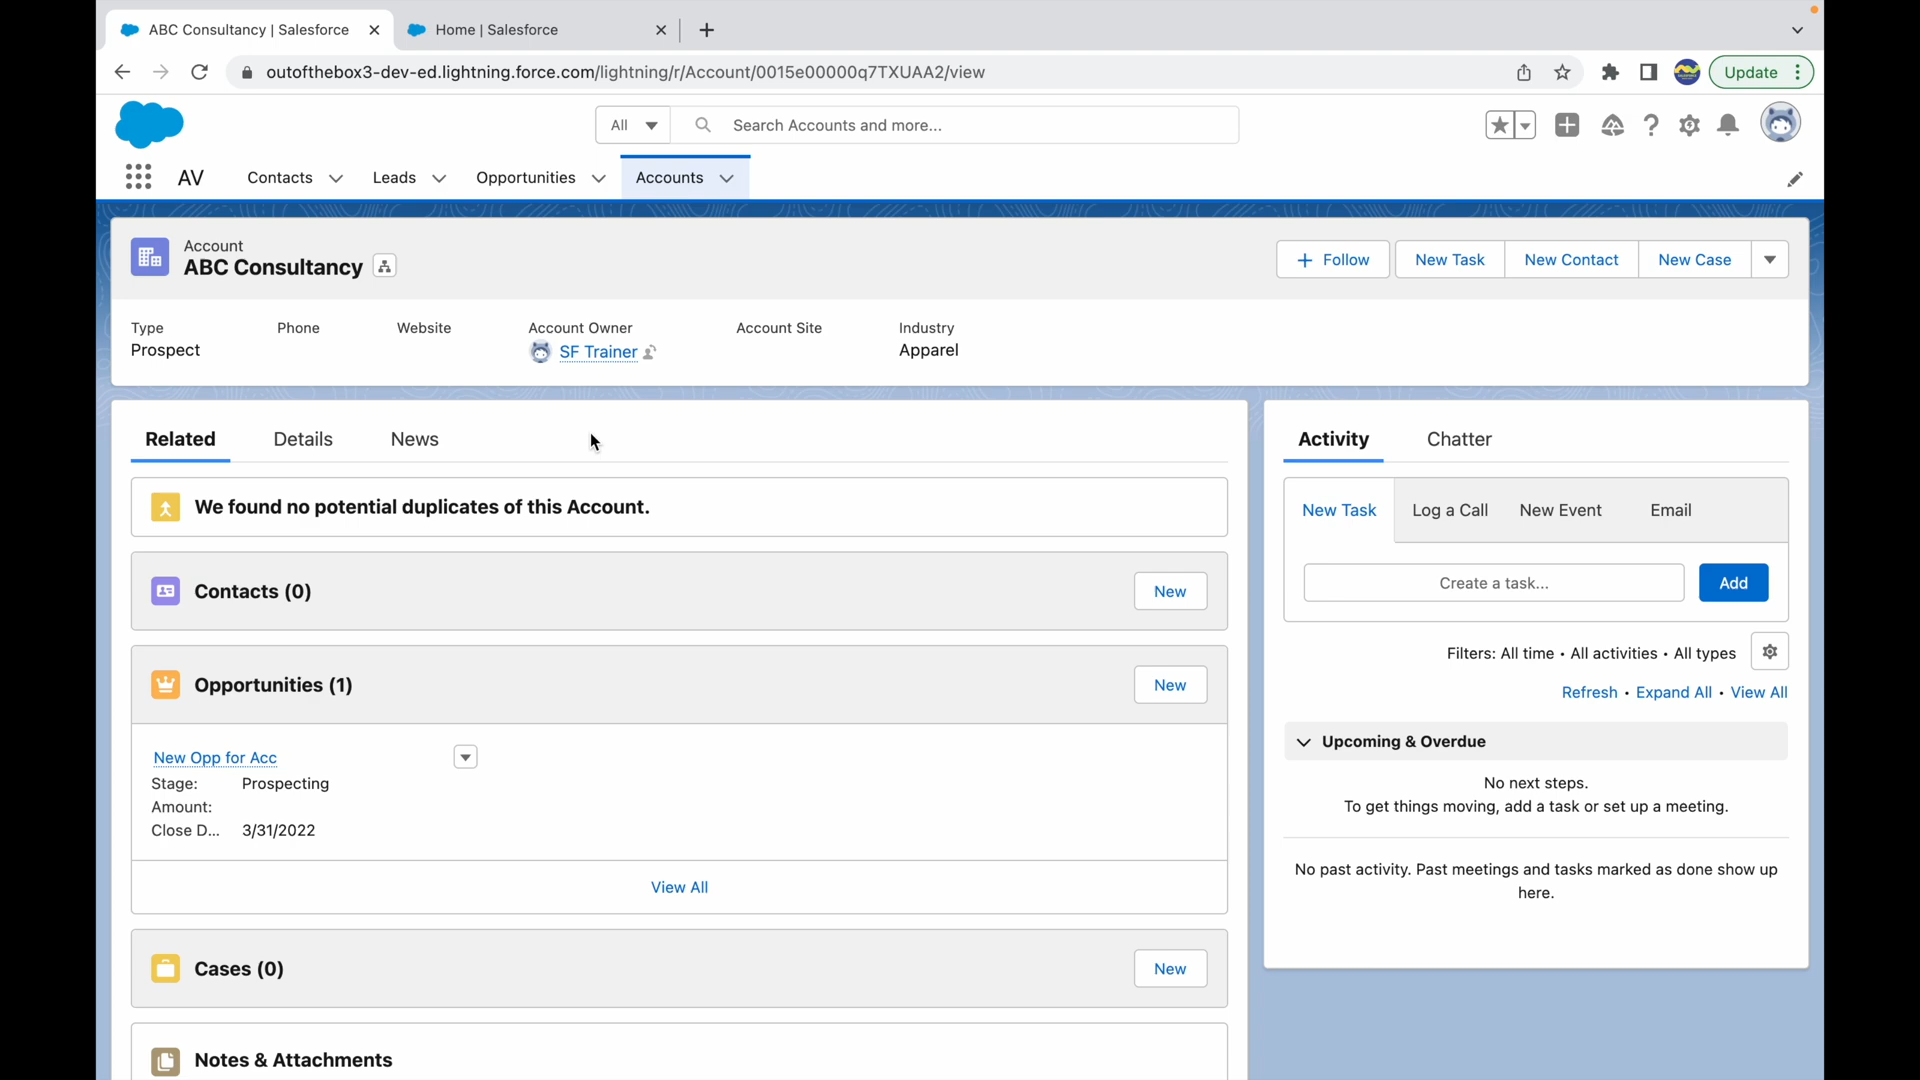 ABC Consultancy | Salesforce
Home | Salesforce
outofthebox3-dev-ed.lightning.force.com/lightning/r/Account/0015e00000q7TXUAA2/view
Update
All
Search Accounts and more...
AV
Contacts
Leads
Opportunities
Accounts
Account
ABC Consultancy
Follow
New Task
New Contact
New Case
Type
Phone
Website
Account Owner
Account Site
Industry
Prospect
SF Trainer
Apparel
Related
Details
News
We found no potential duplicates of this Account.
Contacts (0)
New
Opportunities (1)
New
New Opp for Acc
Stage: Prospecting
Amount:
Close D... 3/31/2022
View All
Cases (0)
New
Notes & Attachments
Activity
Chatter
New Task
Log a Call
New Event
Email
Create a task...
Add
Filters: All time • All activities • All types
Refresh • Expand All • View All
Upcoming & Overdue
No next steps.
To get things moving, add a task or set up a meeting.
No past activity. Past meetings and tasks marked as done show up
here.